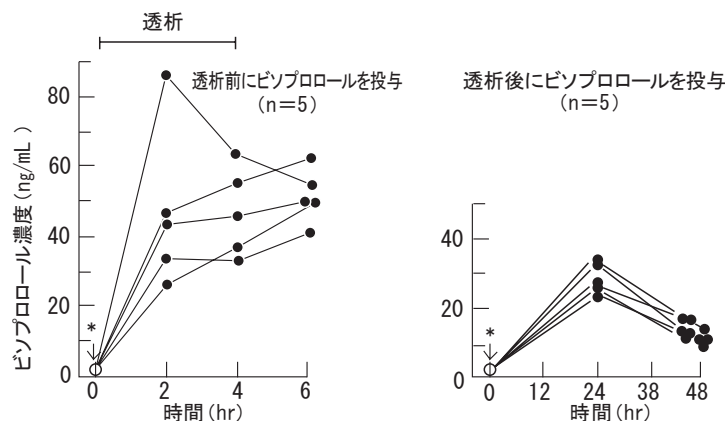 透析
透析前にビソプロロールを投与
(n=5)
透析後にビソプロロールを投与
(n=5)
ビソプロロール濃度(ng/mL)
80
60
40
20
0
*
0 2 4 6
時間(hr)
40
20
0
*
0 12 24 38 48
時間(hr)